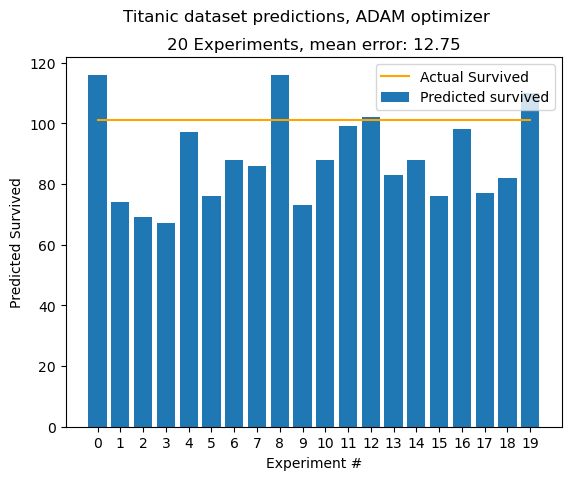 Titanic dataset predictions, ADAM optimizer
20 Experiments, mean error: 12.75
Actual Survived
Predicted survived
120
100
80
60
40
20
0
Predicted Survived
0 1 2 3 4 5 6 7 8 9 10 11 12 13 14 15 16 17 18 19
Experiment #